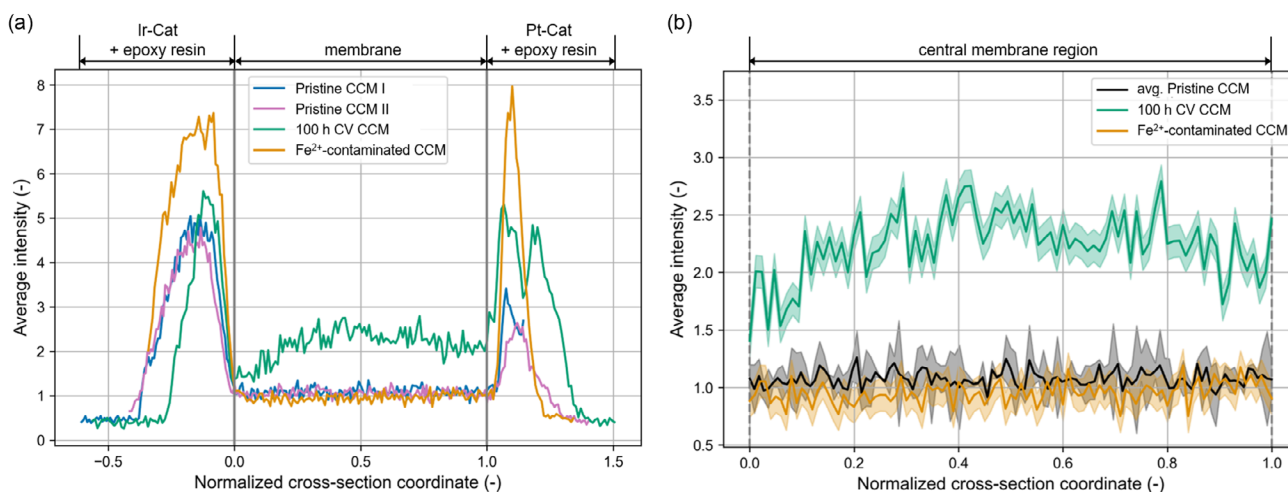 (a)
Ir-Cat
+ epoxy resin
membrane
Pt-Cat
+ epoxy resin
8
7
6
5
4
3
2
1
0
Average intensity (-)
Pristine CCM I
Pristine CCM II
100 h CV CCM
Fe²⁺-contaminated CCM
−0.5
0.0
0.5
1.0
1.5
Normalized cross-section coordinate (-)
(b)
central membrane region
3.5
3.0
2.5
2.0
1.5
1.0
0.5
Average intensity (-)
avg. Pristine CCM
100 h CV CCM
Fe²⁺-contaminated CCM
0.0
0.2
0.4
0.6
0.8
1.0
Normalized cross-section coordinate (-)